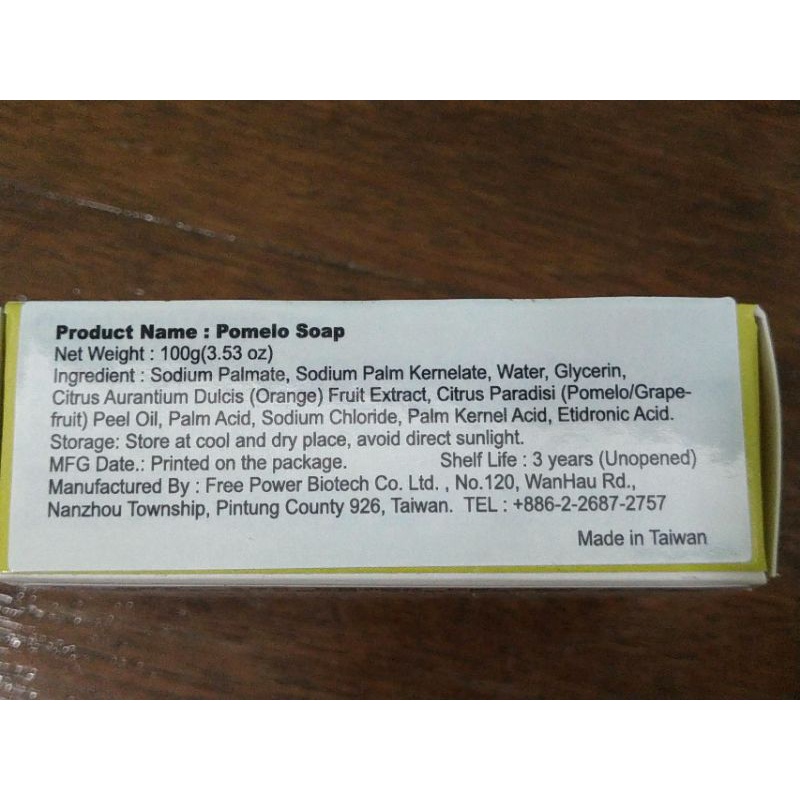 Product Name : Pomelo Soap
Net Weight : 100g(3.53 oz)
Ingredient : Sodium Palmate, Sodium Palm Kernelate, Water, Glycerin,
Citrus Aurantium Dulcis (Orange) Fruit Extract, Citrus Paradisi (Pomelo/Grape-
fruit) Peel Oil, Palm Acid, Sodium Chloride, Palm Kernel Acid, Etidronic Acid.
Storage: Store at cool and dry place, avoid direct sunlight.
MFG Date.: Printed on the package. Shelf Life : 3 years (Unopened)
Manufactured By : Free Power Biotech Co. Ltd. , No.120, WanHau Rd.,
Nanzhou Township, Pintung County 926, Taiwan. TEL : +886-2-2687-2757
Made in Taiwan